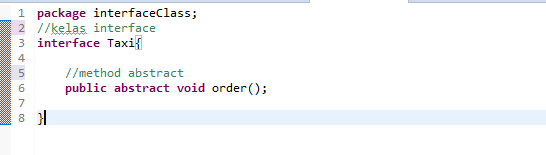 1 package interfaceClass;
2 //kelas interface
3 interface Taxi{
4
5 //method abstract
6 public abstract void order();
7
8 }